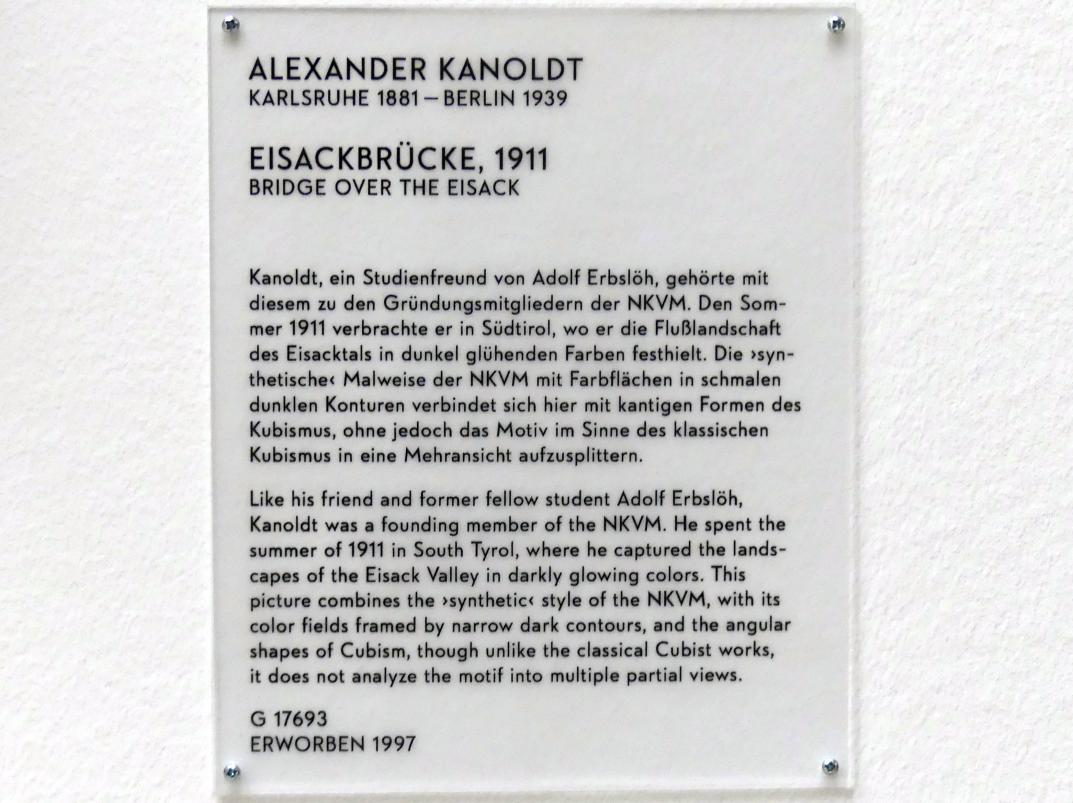 ALEXANDER KANOLDT
KARLSRUHE 1881 – BERLIN 1939
EISACKBRÜCKE, 1911
BRIDGE OVER THE EISACK
Kanoldt, ein Studienfreund von Adolf Erbslöh, gehörte mit
diesem zu den Gründungsmitgliedern der NKVM. Den Som-
mer 1911 verbrachte er in Südtirol, wo er die Flußlandschaft
des Eisacktals in dunkel glühenden Farben festhielt. Die ›syn-
thetische‹ Malweise der NKVM mit Farbflächen in schmalen
dunklen Konturen verbindet sich hier mit kantigen Formen des
Kubismus, ohne jedoch das Motiv im Sinne des klassischen
Kubismus in eine Mehransicht aufzusplittern.
Like his friend and former fellow student Adolf Erbslöh,
Kanoldt was a founding member of the NKVM. He spent the
summer of 1911 in South Tyrol, where he captured the lands-
capes of the Eisack Valley in darkly glowing colors. This
picture combines the ›synthetic‹ style of the NKVM, with its
color fields framed by narrow dark contours, and the angular
shapes of Cubism, though unlike the classical Cubist works,
it does not analyze the motif into multiple partial views.
G 17693
ERWORBEN 1997